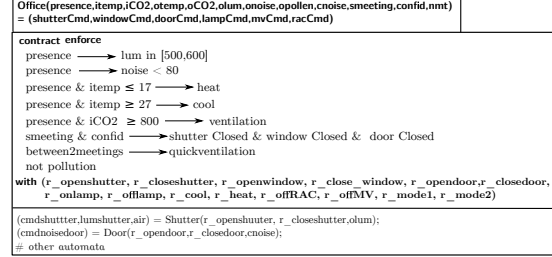 Office(presence,itemp,iCO2,otemp,oCO2,olum,onoise,opollen,cnoise,smeeting,confid,nmt)
= (shutterCmd,windowCmd,doorCmd,lampCmd,mvCmd,racCmd)
contract enforce
presence ⟶ lum in [500,600]
presence ⟶ noise < 80
presence & itemp ≤ 17 ⟶ heat
presence & itemp ≥ 27 ⟶ cool
presence & iCO2 ≥ 800 ⟶ ventilation
smeeting & confid ⟶ shutter Closed & window Closed & door Closed
between2meetings ⟶ quickventilation
not pollution
with (r_openshutter, r_closeshutter, r_openwindow, r_close_window, r_opendoor,r_closedoor,
r_onlamp, r_offlamp, r_cool, r_heat, r_offRAC, r_offMV, r_mode1, r_mode2)
(cmdshuttter,lumshutter,air) = Shutter(r_openshuuter, r_closeshutter,olum);
(cmdnoisedoor) = Door(r_opendoor,r_closedoor,cnoise);
# other automata